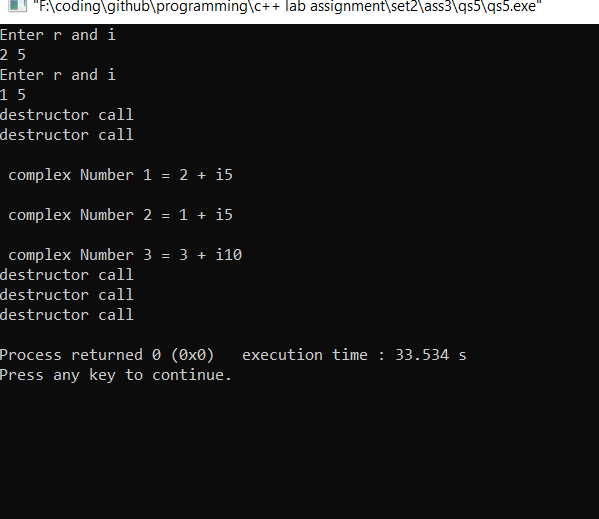 "F:\coding\github\programming\c++ lab assignment\set2\ass3\qs5\qs5.exe"
Enter r and i
2 5
Enter r and i
1 5
destructor call
destructor call
complex Number 1 = 2 + i5
complex Number 2 = 1 + i5
complex Number 3 = 3 + i10
destructor call
destructor call
destructor call
Process returned 0 (0x0)   execution time : 33.534 s
Press any key to continue.